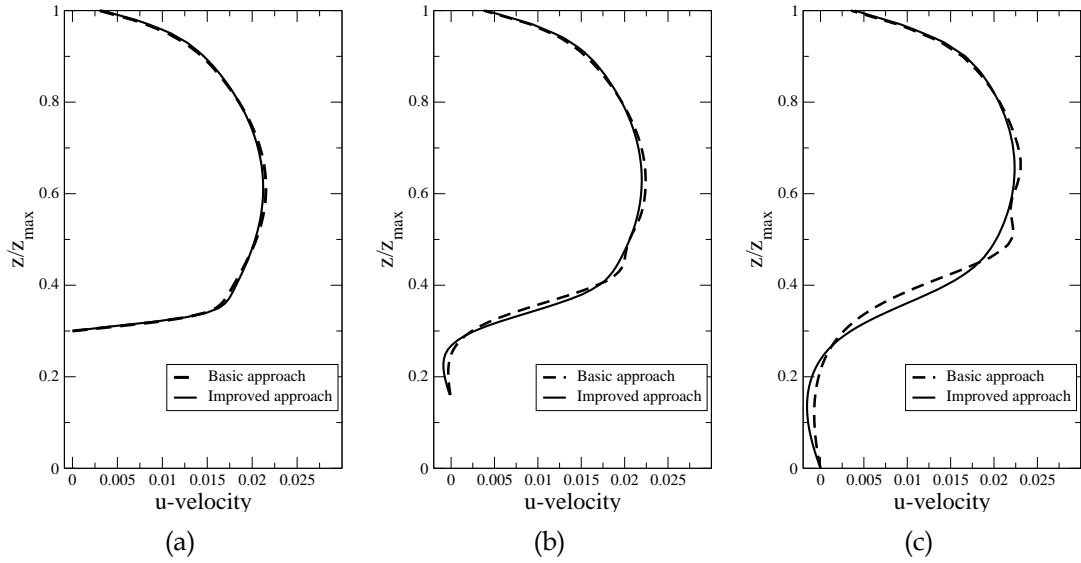 1
0.8
0.6
0.4
0.2
0
z/z_max
0 0.005 0.01 0.015 0.02 0.025
u-velocity
Basic approach
Improved approach
(a)
1
0.8
0.6
0.4
0.2
0
z/z_max
0 0.005 0.01 0.015 0.02 0.025
u-velocity
Basic approach
Improved approach
(b)
1
0.8
0.6
0.4
0.2
0
z/z_max
0 0.005 0.01 0.015 0.02 0.025
u-velocity
Basic approach
Improved approach
(c)